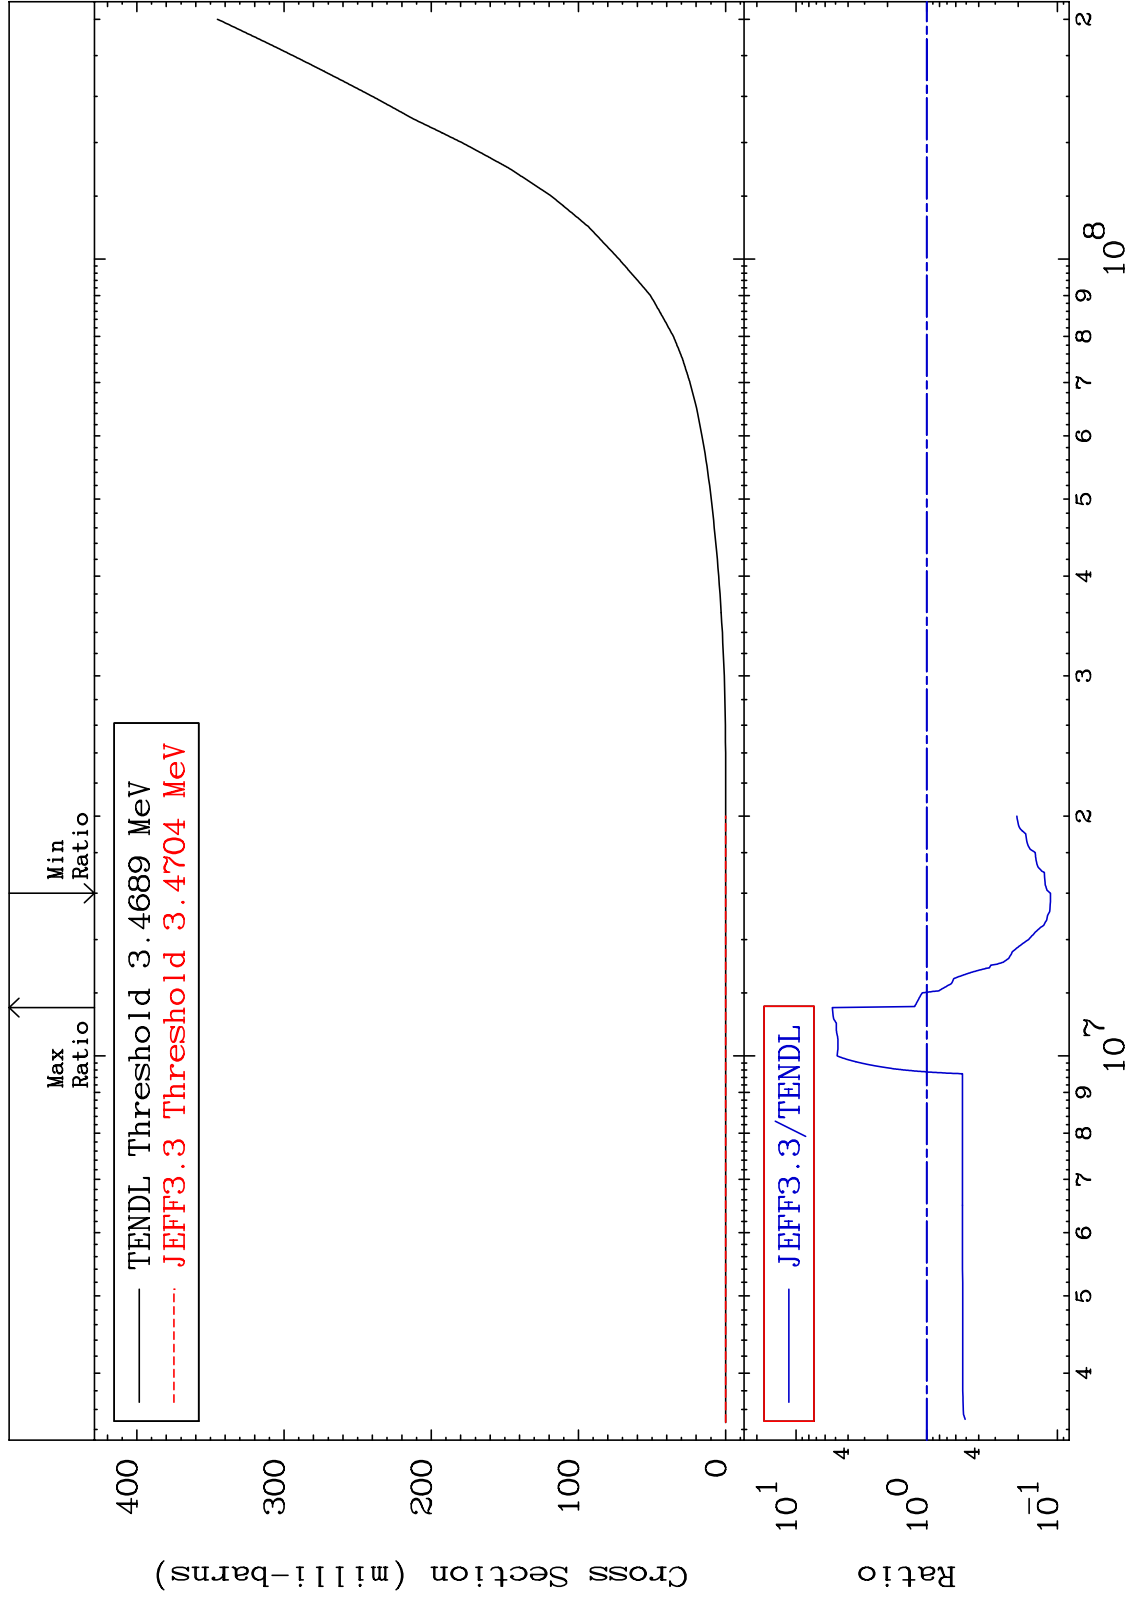 Max
Ratio
Min
Ratio
TENDL Threshold 3.4689 MeV
JEFF3.3 Threshold 3.4704 MeV
400
300
200
100
0
Cross Section (milli-barns)
JEFF3.3/TENDL
10 1
4
10 0
4
10 -1
Ratio
4 5 6 7 8 9 10 7 2 3 4 5 6 7 8 9 10 8 2